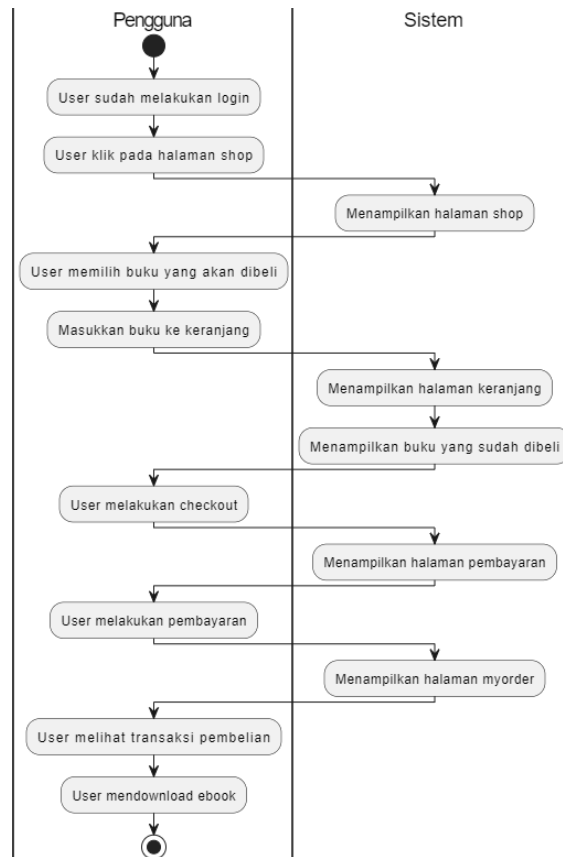 Pengguna
Sistem
User sudah melakukan login
User klik pada halaman shop
Menampilkan halaman shop
User memilih buku yang akan dibeli
Masukkan buku ke keranjang
Menampilkan halaman keranjang
Menampilkan buku yang sudah dibeli
User melakukan checkout
Menampilkan halaman pembayaran
User melakukan pembayaran
Menampilkan halaman myorder
User melihat transaksi pembelian
User mendownload ebook